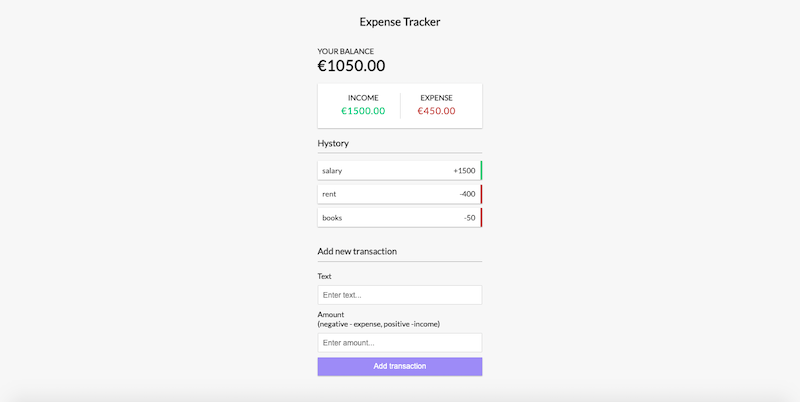 Expense Tracker
YOUR BALANCE
€1050.00
INCOME EXPENSE
€1500.00 €450.00
Hystory
salary +1500
rent -400
books -50
Add new transaction
Text
Enter text...
Amount
(negative - expense, positive -income)
Enter amount...
Add transaction